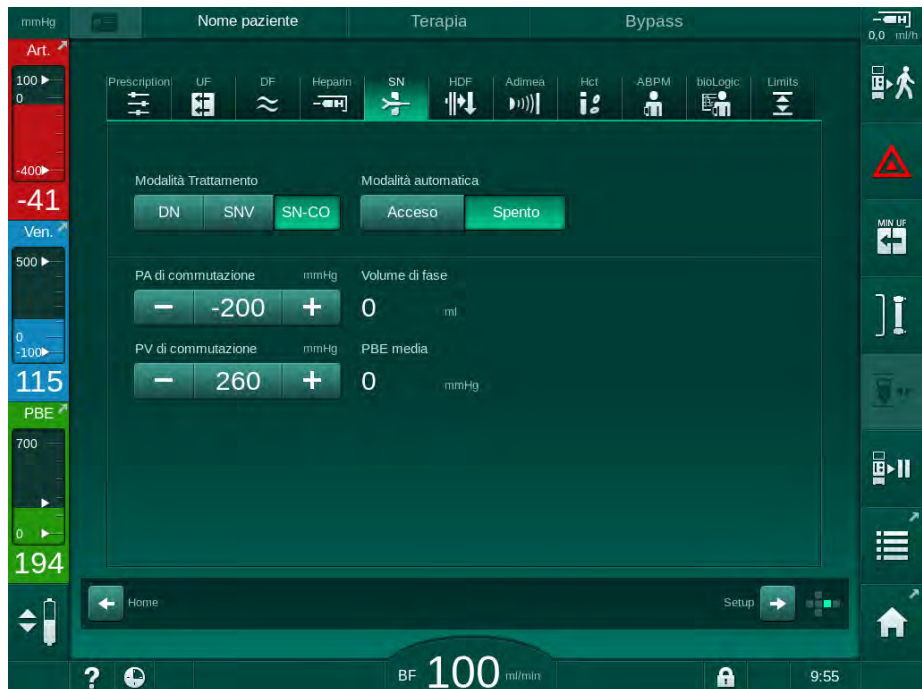 mmHg
Nome paziente
Terapia
Bypass
0,0 ml/h
Art.
100
0
-400
-41
Ven.
500
0
-100
115
PBE
700
0
194
Prescription
UF
DF
Heparin
SN
HDF
Adimea
Hct
ABPM
bioLogic
Limits
Modalità Trattamento
DN SNV SN-CO
Modalità automatica
Acceso Spento
PA di commutazione mmHg
− -200 +
Volume di fase
0 ml
PV di commutazione mmHg
− 260 +
PBE media
0 mmHg
MIN UF
Home
Setup
?
BF 100 ml/min
9:55